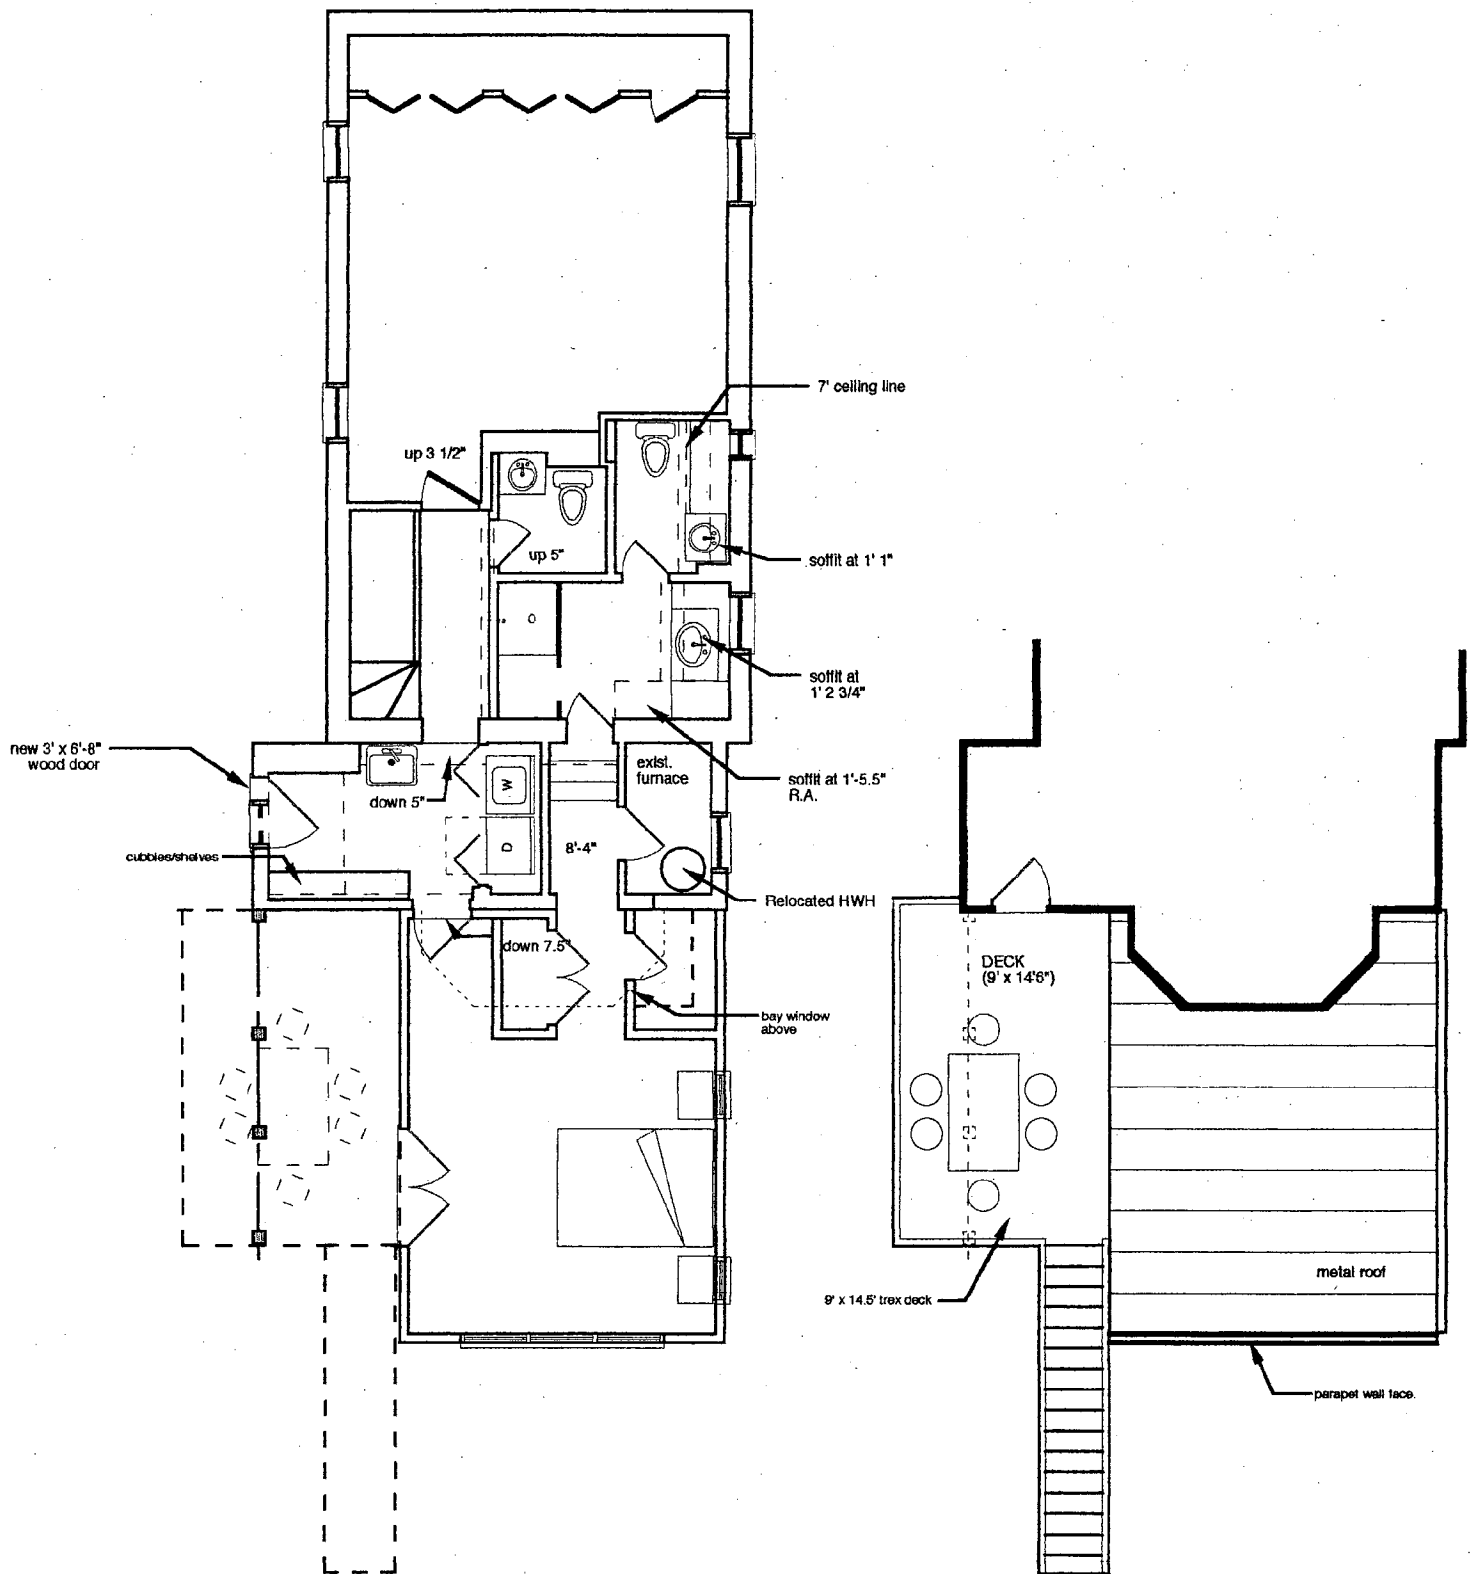 7' ceiling line
up 3 1/2"
up 5"
soffit at 1' 1"
soffit at
1' 2 3/4"
new 3' x 6'-8"
wood door
exist.
furnace
soffit at 1'-5.5"
R.A.
down 5"
W
D
8'-4"
cubbies/shelves
Relocated HWH
down 7.5"
DECK
(9' x 14'6")
bay window
above
metal roof
9' x 14.5' trex deck
parapet wall face.